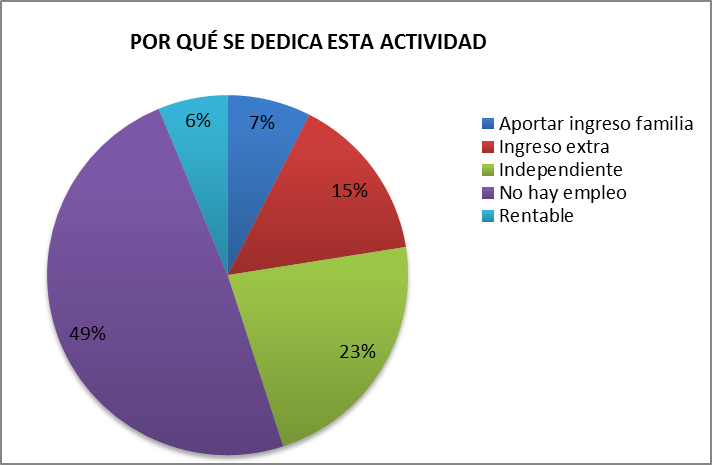 POR QUÉ SE DEDICA ESTA ACTIVIDAD
6%
7%
15%
23%
49%
Aportar ingreso familia
Ingreso extra
Independiente
No hay empleo
Rentable